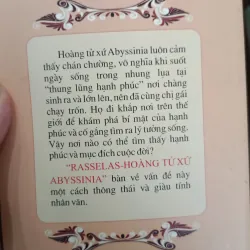 Hoàng tử xứ Abyssinia luôn cảm
thấy chán chường, vô nghĩa khi suốt
ngày sống trong nhung lụa tại
"thung lũng hạnh phúc" nơi chàng
sinh ra và lớn lên, nên đã cùng chị gái
chạy trốn. Họ đi khắp nơi trên thế
giới để khám phá bí mật của hạnh
phúc và cố gắng tìm ra lý tưởng sống.
Vậy nơi nào có thể tìm thấy hạnh
phúc và mục đích cuộc đời?
"RASSELAS-HOÀNG TỬ XỨ
ABYSSINIA" bàn về vấn đề này
một cách thông thái và giàu tính
nhân văn.